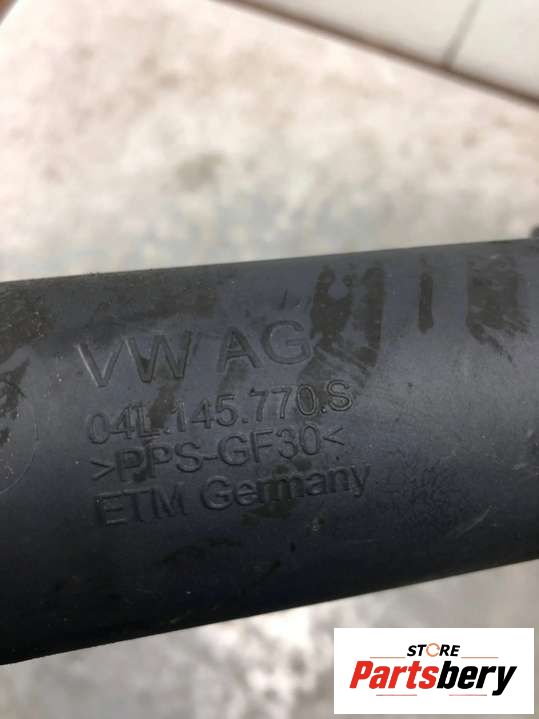 VW AG
04L.145.770.S
>PPS-GF30<
ETM Germany
STORE
Partsbery